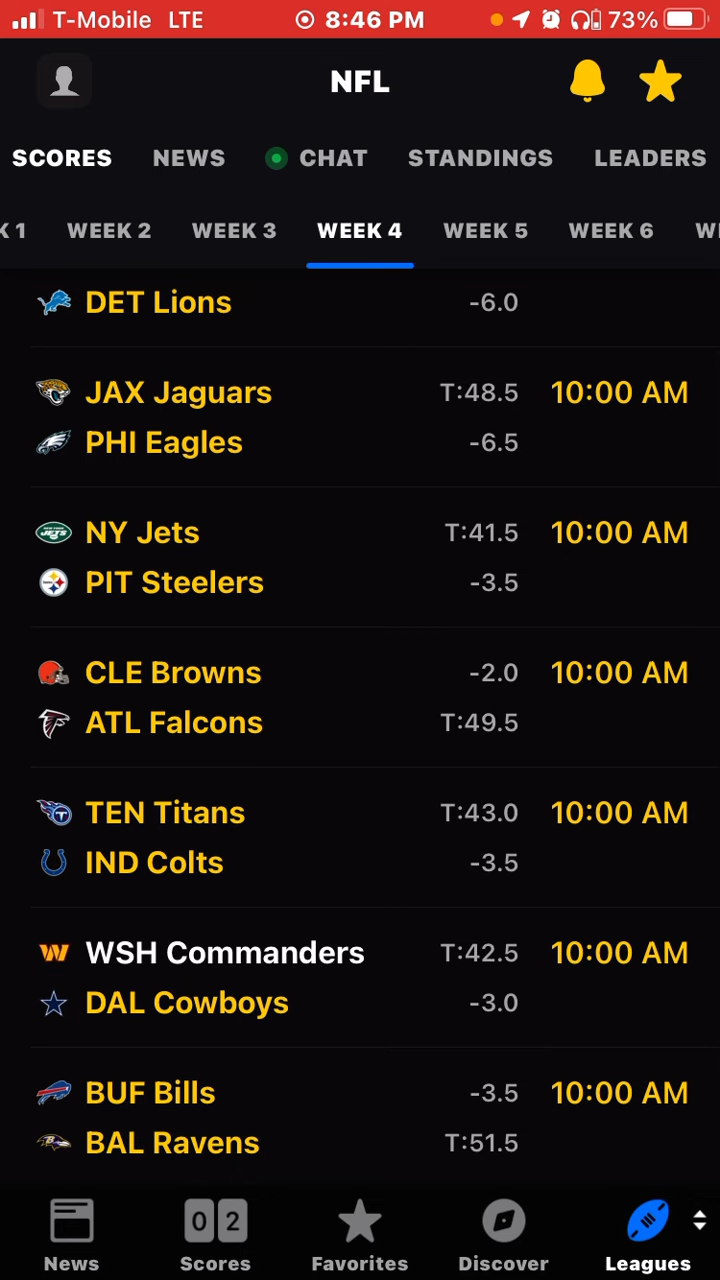 T-Mobile LTE 8:46 PM 73%
NFL
SCORES NEWS CHAT STANDINGS LEADERS
K 1 WEEK 2 WEEK 3 WEEK 4 WEEK 5 WEEK 6 WE
DET Lions -6.0
JAX Jaguars T:48.5 10:00 AM
PHI Eagles -6.5
NY Jets T:41.5 10:00 AM
PIT Steelers -3.5
CLE Browns -2.0 10:00 AM
ATL Falcons T:49.5
TEN Titans T:43.0 10:00 AM
IND Colts -3.5
WSH Commanders T:42.5 10:00 AM
DAL Cowboys -3.0
BUF Bills -3.5 10:00 AM
BAL Ravens T:51.5
0 2
News Scores Favorites Discover Leagues